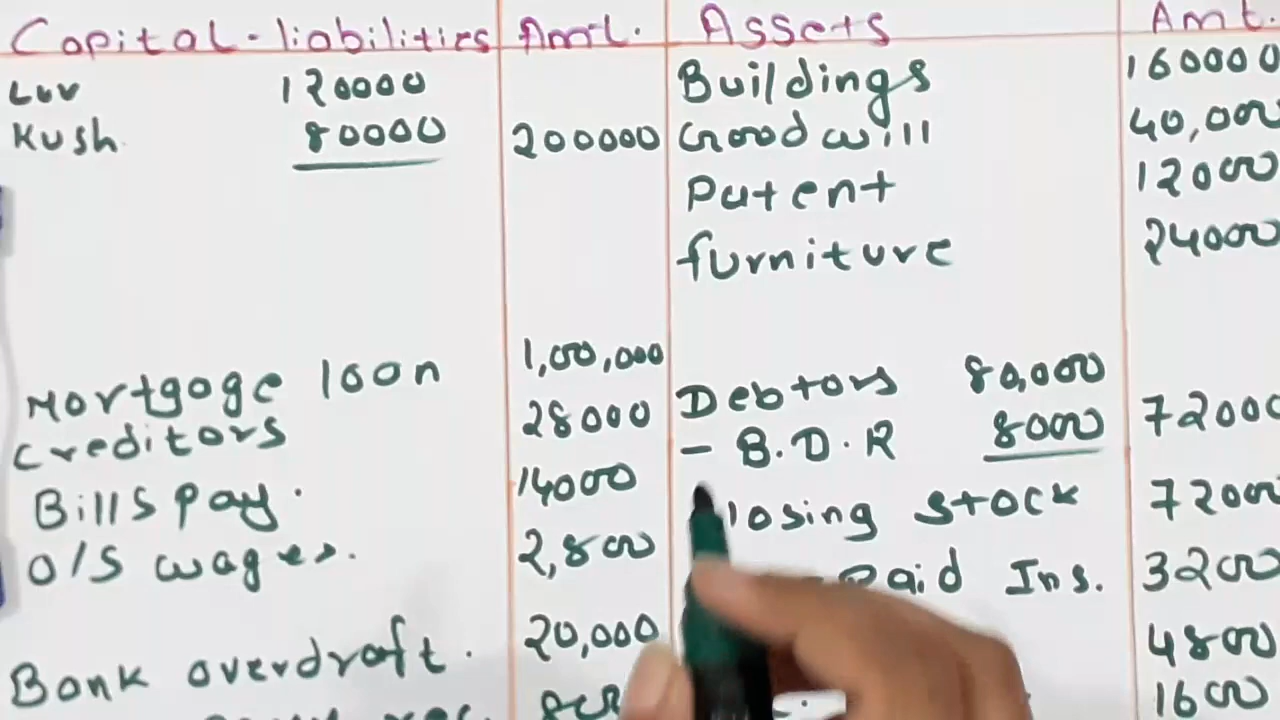 Capital-liabilities Amt. Assets Amt.
Luv 120000 Buildings 160000
Kush 80000 200000 Goodwill 40,000
Patent 12000
furniture 24000
Mortgage loan 1,00,000 Debtors 80,000
Creditors 28000 - B.D.R 8000 72000
Bills pay. 14000 losing stock 72000
O/S wages. 2,800 paid Ins. 3200
Bank overdraft. 20,000 4800
1600